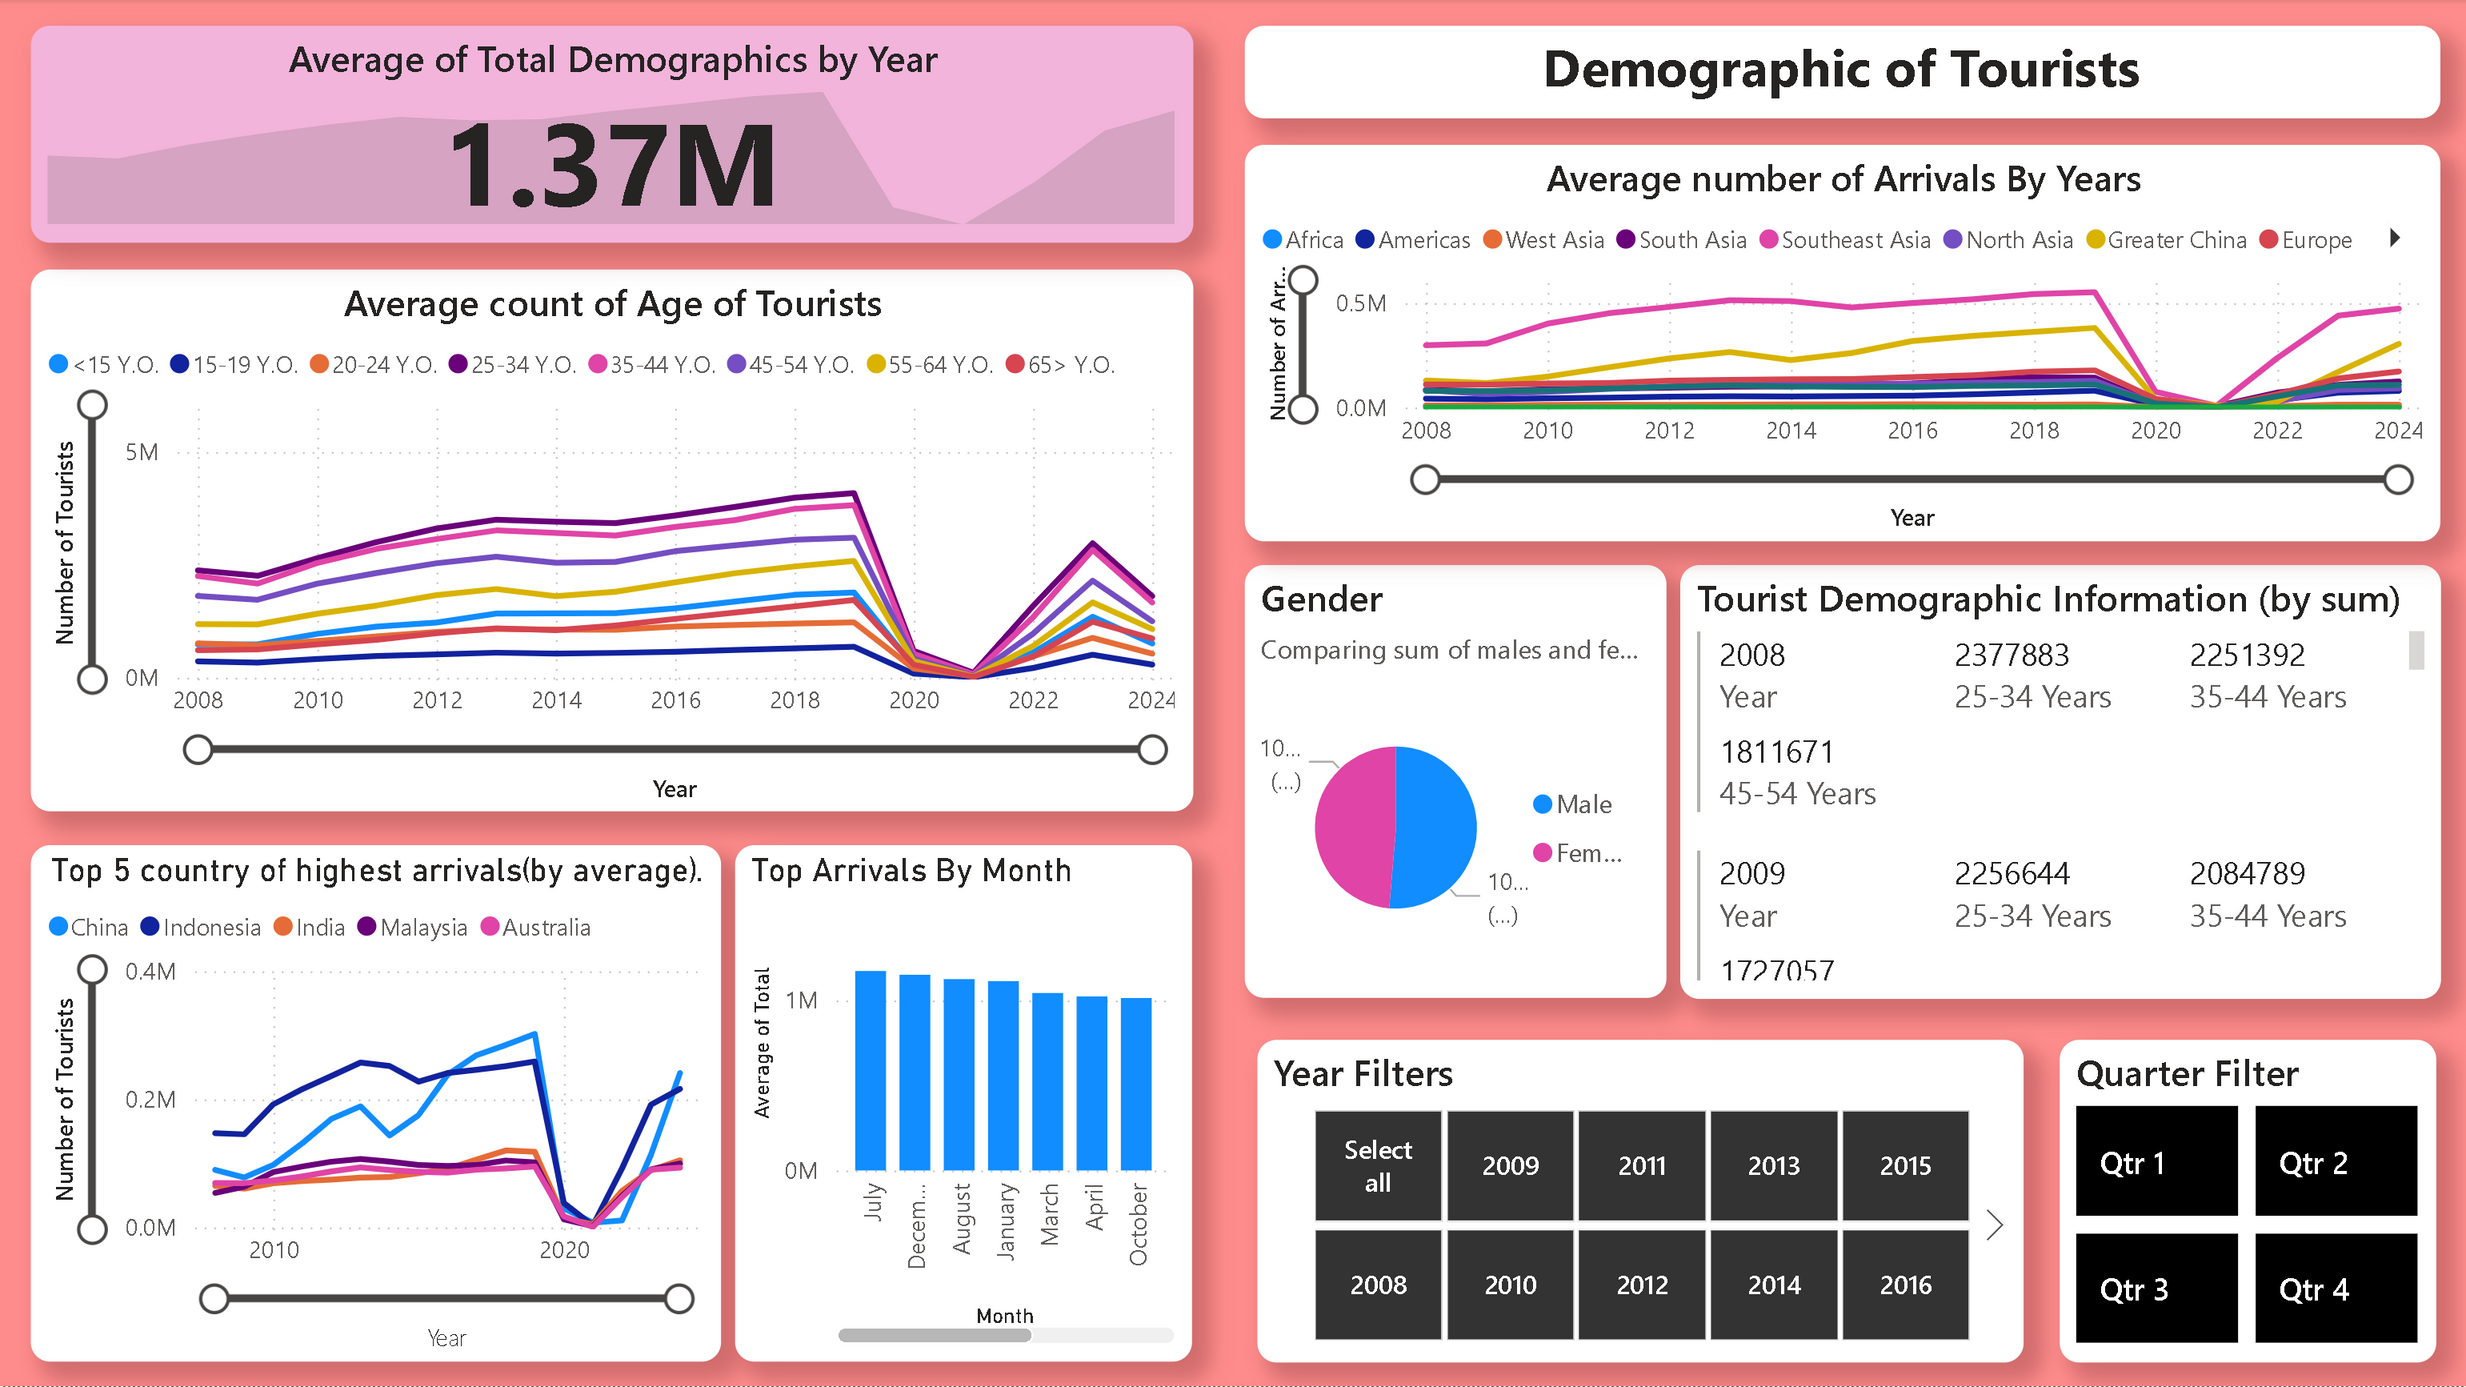 Average of Total Demographics by Year
1.37M
Demographic of Tourists
Average number of Arrivals By Years
Africa Americas West Asia South Asia Southeast Asia North Asia Greater China Europe
Number of Arr...
0.5M
0.0M
2008 2010 2012 2014 2016 2018 2020 2022 2024
Year
Average count of Age of Tourists
<15 Y.O. 15-19 Y.O. 20-24 Y.O. 25-34 Y.O. 35-44 Y.O. 45-54 Y.O. 55-64 Y.O. 65> Y.O.
Number of Tourists
5M
0M
2008 2010 2012 2014 2016 2018 2020 2022 2024
Year
Gender
Comparing sum of males and fe...
10...
(...)
Male
Fem...
10...
(...)
Tourist Demographic Information (by sum)
2008 2377883 2251392
Year 25-34 Years 35-44 Years
1811671
45-54 Years
2009 2256644 2084789
Year 25-34 Years 35-44 Years
1727057
Top 5 country of highest arrivals(by average).
China Indonesia India Malaysia Australia
Number of Tourists
0.4M
0.2M
0.0M
2010 2020
Year
Top Arrivals By Month
Average of Total
1M
0M
July
Decem...
August
January
March
April
October
Month
Year Filters
Select all 2009 2011 2013 2015
2008 2010 2012 2014 2016
Quarter Filter
Qtr 1 Qtr 2
Qtr 3 Qtr 4